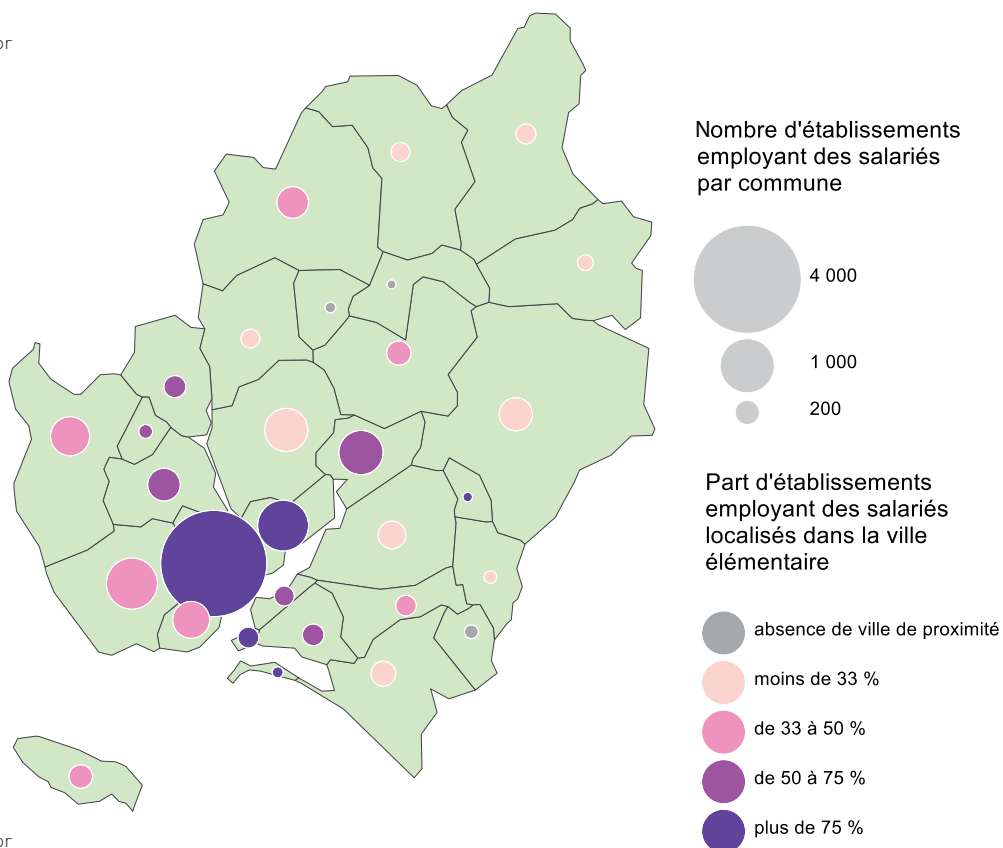 or
Nombre d'établissements
employant des salariés
par commune
4 000
1 000
200
Part d'établissements
employant des salariés
localisés dans la ville
élémentaire
absence de ville de proximité
moins de 33 %
de 33 à 50 %
de 50 à 75 %
plus de 75 %
or